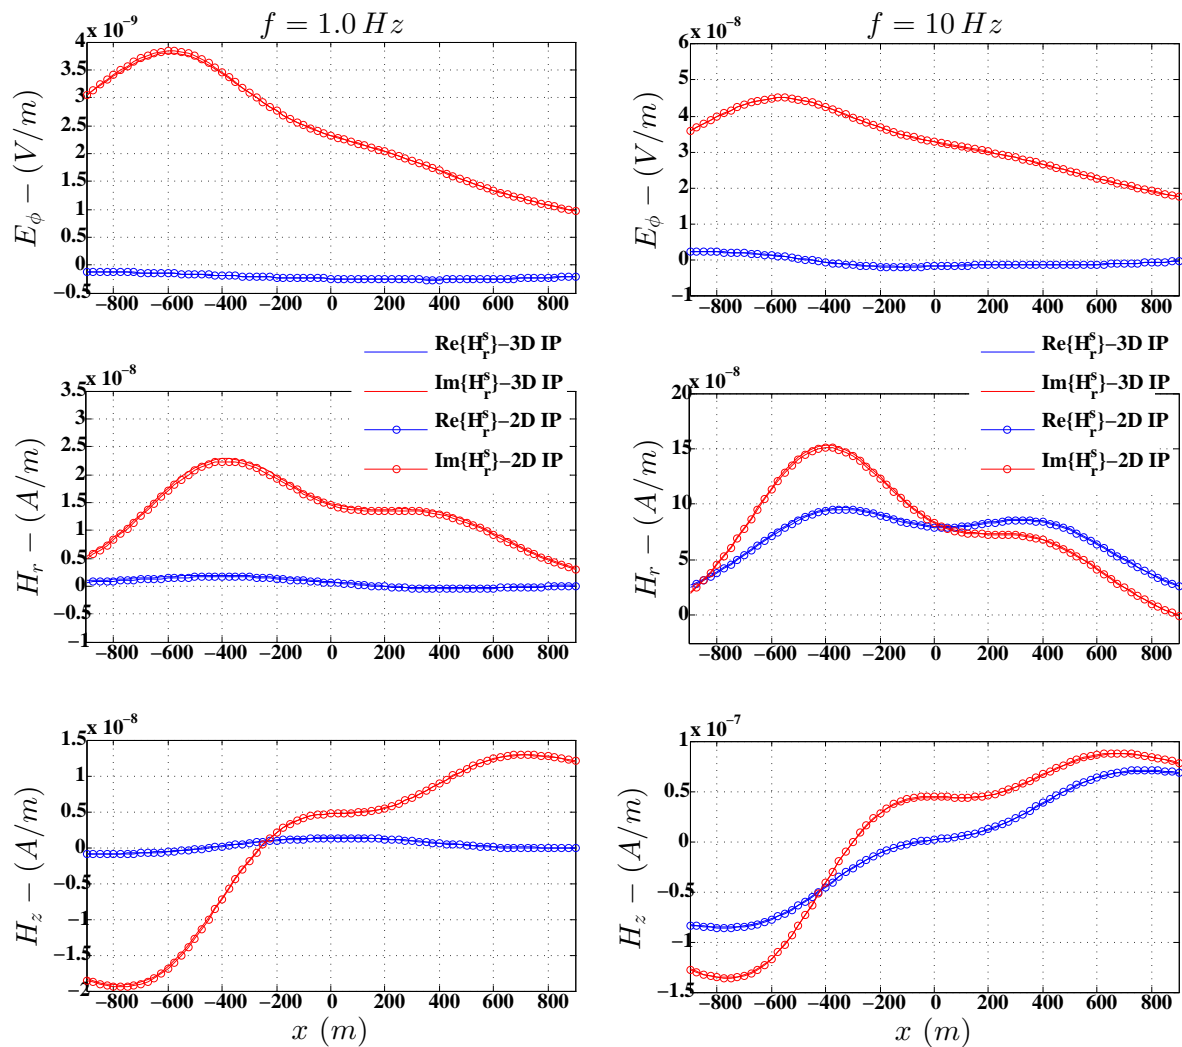 f = 1.0 Hz
x 10⁻⁹
4
3.5
3
2.5
2
1.5
1
0.5
0
−0.5
E_ϕ − (V/m)
−800 −600 −400 −200 0 200 400 600 800
f = 10 Hz
x 10⁻⁸
6
5
4
3
2
1
0
−1
E_ϕ − (V/m)
−800 −600 −400 −200 0 200 400 600 800
x 10⁻⁸
3.5
3
2.5
2
1.5
1
0.5
0
−0.5
−1
H_r − (A/m)
−800 −600 −400 −200 0 200 400 600 800
Re{H_r^s}−3D IP
Im{H_r^s}−3D IP
Re{H_r^s}−2D IP
Im{H_r^s}−2D IP
x 10⁻⁸
20
15
10
5
0
H_r − (A/m)
−800 −600 −400 −200 0 200 400 600 800
Re{H_r^s}−3D IP
Im{H_r^s}−3D IP
Re{H_r^s}−2D IP
Im{H_r^s}−2D IP
x 10⁻⁸
1.5
1
0.5
0
−0.5
−1
−1.5
−2
H_z − (A/m)
−800 −600 −400 −200 0 200 400 600 800
x (m)
x 10⁻⁷
1
0.5
0
−0.5
−1
−1.5
H_z − (A/m)
−800 −600 −400 −200 0 200 400 600 800
x (m)